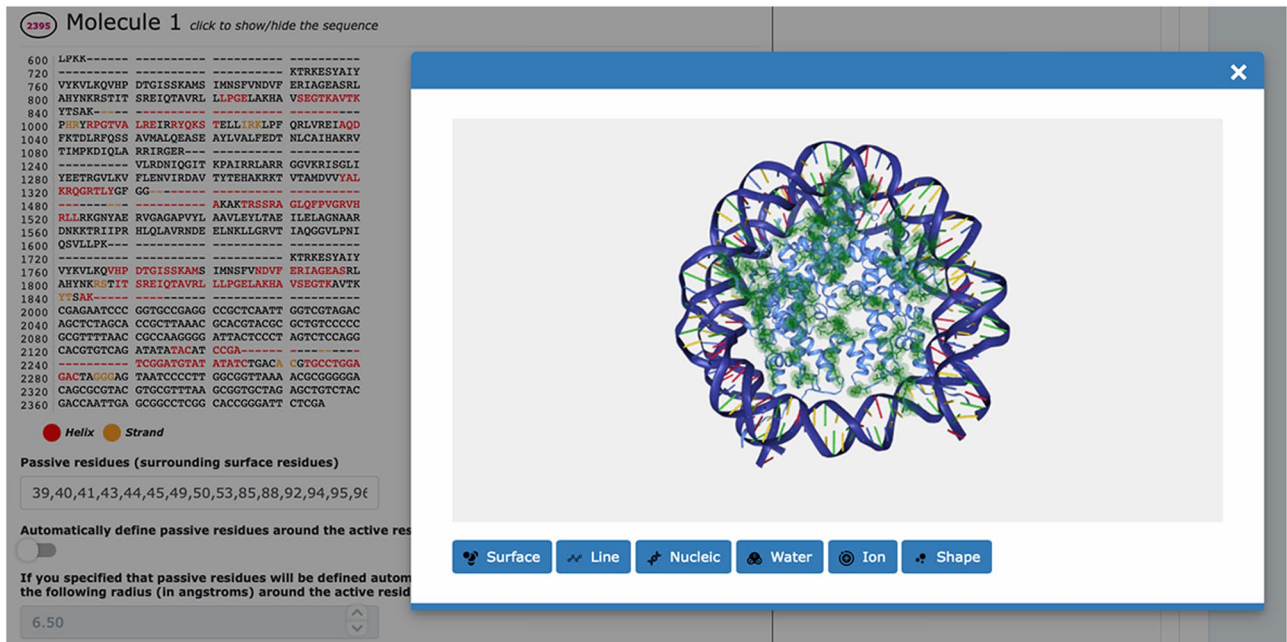 2395 Molecule 1 click to show/hide the sequence
600 LPKK------ ---------- ---------- ----------
720 ---------- ---------- ---------- KTRKESYAIY
760 VYKVLKQVHP DTGISSKAMS IMNSFVNDVF ERIAGEASRL
800 AHYNKRSTIT SREIQTAVRL LLPGELAKHA VSEGTKAVTK
840 YTSAK----- ---------- ---------- ----------
1000 PHRYRPGTVA LREIRRYQKS TELLIRKLPF QRLVREIAQD
1040 FKTDLRFQSS AVMALQEASE AYLVALFEDT NLCAIHAKRV
1080 TIMPKDIQLA RRIRGER--- ---------- ----------
1240 ---------- VLRDNIQGIT KPAIRRLARR GGVKRISGLI
1280 YEETRGVLKV FLENVIRDAV TYTEHAKRKT VTAMDVVYAL
1320 KRQGRTLYGF GG-------- ---------- ----------
1480 ---------- ---------- AKAKTRSSRA GLQFPVGRVH
1520 RLLRKGNYAE RVGAGAPVYL AAVLEYLTAE ILELAGNAAR
1560 DNKKTRIIPR HLQLAVRNDE ELNKLLGRVT IAQGGVLPNI
1600 QSVLLPK--- ---------- ---------- ----------
1720 ---------- ---------- ---------- KTRKESYAIY
1760 VYKVLKQVHP DTGISSKAMS IMNSFVNDVF ERIAGEASRL
1800 AHYNKRSTIT SREIQTAVRL LLPGELAKHA VSEGTKAVTK
1840 YTSAK----- ---------- ---------- ----------
2000 CGAGAATCCC GGTGCCGAGG CCGCTCAATT GGTCGTAGAC
2040 AGCTCTAGCA CCGCTTAAAC GCACGTACGC GCTGTCCCCC
2080 GCGTTTTAAC CGCCAAGGGG ATTACTCCCT AGTCTCCAGG
2120 CACGTGTCAG ATATATACAT CCGA------ ----------
2240 ---------- TCGGATGTAT ATATCTGACA CGTGCCTGGA
2280 GACTAGGGAG TAATCCCCTT GGCGGTTAAA ACGCGGGGGA
2320 CAGCGCGTAC GTGCGTTTAA GCGGTGCTAG AGCTGTCTAC
2360 GACCAATTGA GCGGCCTCGG CACCGGGATT CTCGA
Helix Strand
Passive residues (surrounding surface residues)
39,40,41,43,44,45,49,50,53,85,88,92,94,95,96
Automatically define passive residues around the active res
If you specified that passive residues will be defined autom
the following radius (in angstroms) around the active resid
6.50
×
Surface Line Nucleic Water Ion Shape